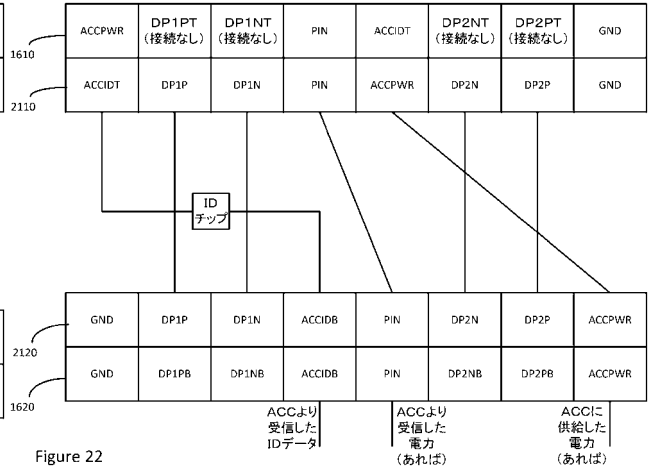 ACCPWR DP1PT DP1NT PIN ACCIDT DP2NT DP2PT GND
(接続なし) (接続なし) (接続なし) (接続なし)
1610
ACCIDT DP1P DP1N PIN ACCPWR DP2N DP2P GND
2110
ID
チップ
GND DP1P DP1N ACCIDB PIN DP2N DP2P ACCPWR
2120
GND DP1PB DP1NB ACCIDB PIN DP2NB DP2PB ACCPWR
1620
ACCより
受信した
IDデータ
ACCより
受信した
電力
(あれば)
ACCに
供給した
電力
(あれば)
Figure 22